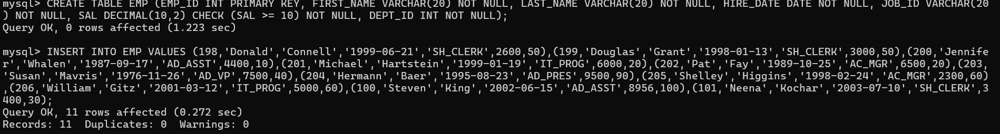 mysql> CREATE TABLE EMP (EMP_ID INT PRIMARY KEY, FIRST_NAME VARCHAR(20) NOT NULL, LAST_NAME VARCHAR(20) NOT NULL, HIRE_DATE DATE NOT NULL, JOB_ID VARCHAR(20
) NOT NULL, SAL DECIMAL(10,2) CHECK (SAL >= 10) NOT NULL, DEPT_ID INT NOT NULL);
Query OK, 0 rows affected (1.223 sec)
mysql> INSERT INTO EMP VALUES (198,'Donald','Connell','1999-06-21','SH_CLERK',2600,50),(199,'Douglas','Grant','1998-01-13','SH_CLERK',3000,50),(200,'Jennife
r','Whalen','1987-09-17','AD_ASST',4400,10),(201,'Michael','Hartstein','1999-01-19','IT_PROG',6000,20),(202,'Pat','Fay','1989-10-25','AC_MGR',6500,20),(203,
'Susan','Mavris','1976-11-26','AD_VP',7500,40),(204,'Hermann','Baer','1995-08-23','AD_PRES',9500,90),(205,'Shelley','Higgins','1998-02-24','AC_MGR',2300,60)
,(206,'William','Gitz','2001-03-12','IT_PROG',5000,60),(100,'Steven','King','2002-06-15','AD_ASST',8956,100),(101,'Neena','Kochar','2003-07-10','SH_CLERK',3
400,30);
Query OK, 11 rows affected (0.272 sec)
Records: 11  Duplicates: 0  Warnings: 0